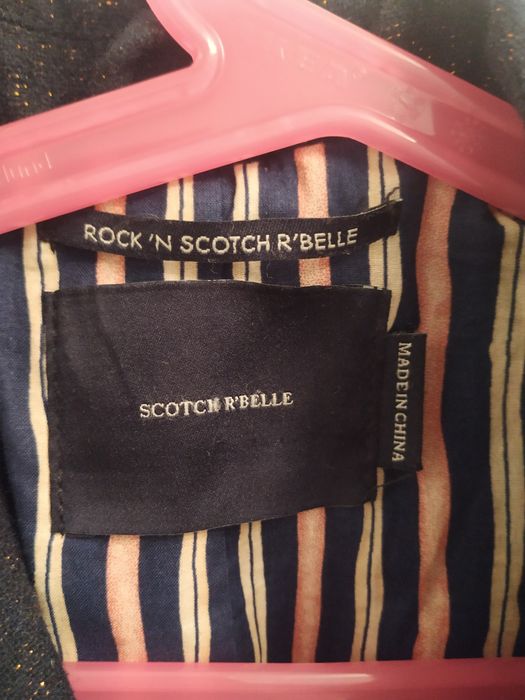 ROCK 'N SCOTCH R'BELLE
SCOTCH R'BELLE
MADE IN CHINA